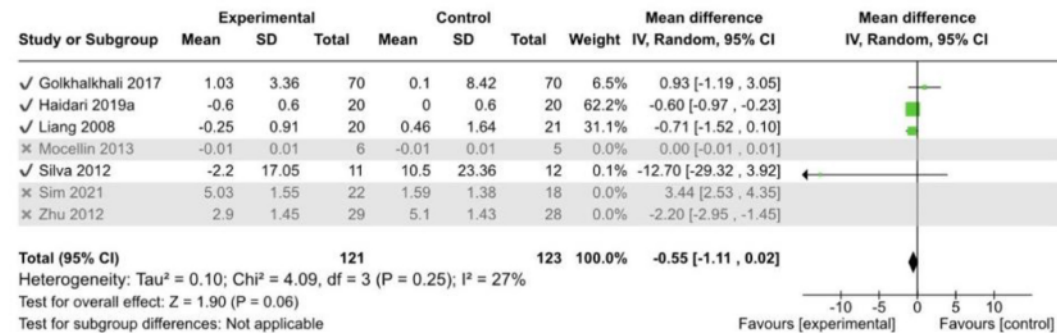 Experimental Control Mean difference Mean difference
Study or Subgroup Mean SD Total Mean SD Total Weight IV, Random, 95% CI IV, Random, 95% CI
✓ Golkhalkhali 2017 1.03 3.36 70 0.1 8.42 70 6.5% 0.93 [-1.19 , 3.05]
✓ Haidari 2019a -0.6 0.6 20 0 0.6 20 62.2% -0.60 [-0.97 , -0.23]
✓ Liang 2008 -0.25 0.91 20 0.46 1.64 21 31.1% -0.71 [-1.52 , 0.10]
× Mocellin 2013 -0.01 0.01 6 -0.01 0.01 5 0.0% 0.00 [-0.01 , 0.01]
✓ Silva 2012 -2.2 17.05 11 10.5 23.36 12 0.1% -12.70 [-29.32 , 3.92]
× Sim 2021 5.03 1.55 22 1.59 1.38 18 0.0% 3.44 [2.53 , 4.35]
× Zhu 2012 2.9 1.45 29 5.1 1.43 28 0.0% -2.20 [-2.95 , -1.45]
Total (95% CI) 121 123 100.0% -0.55 [-1.11 , 0.02]
Heterogeneity: Tau² = 0.10; Chi² = 4.09, df = 3 (P = 0.25); I² = 27%
Test for overall effect: Z = 1.90 (P = 0.06)
Test for subgroup differences: Not applicable
-10 -5 0 5 10
Favours [experimental] Favours [control]